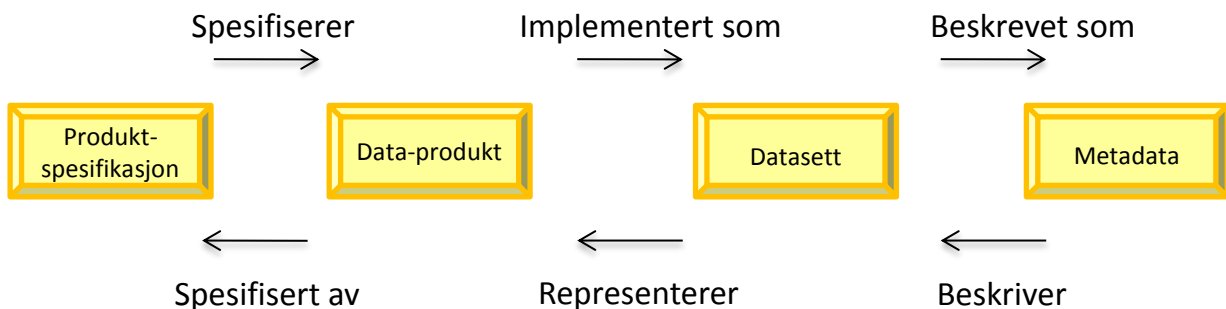 Spesifiserer
Implementert som
Beskrevet som
Produkt-
spesifikasjon
Data-produkt
Datasett
Metadata
Spesifisert av
Representerer
Beskriver